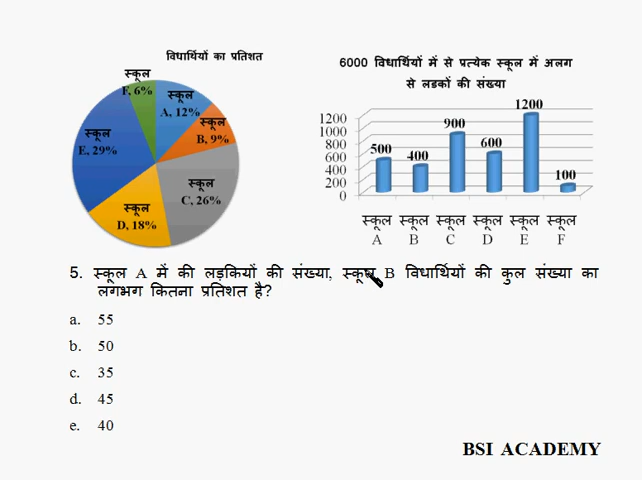 विधार्थियों का प्रतिशत
स्कूल
F, 6%
स्कूल
A, 12%
स्कूल
B, 9%
स्कूल
E, 29%
स्कूल
C, 26%
स्कूल
D, 18%
6000 विधार्थियों में से प्रत्येक स्कूल में अलग
से लडकों की संख्या
1200
1000
800
600
400
200
0
500
400
900
600
1200
100
स्कूल स्कूल स्कूल स्कूल स्कूल स्कूल
A B C D E F
5. स्कूल A में की लड़कियों की संख्या, स्कूल B विधार्थियों की कुल संख्या का
लगभग कितना प्रतिशत है?
a. 55
b. 50
c. 35
d. 45
e. 40
BSI ACADEMY